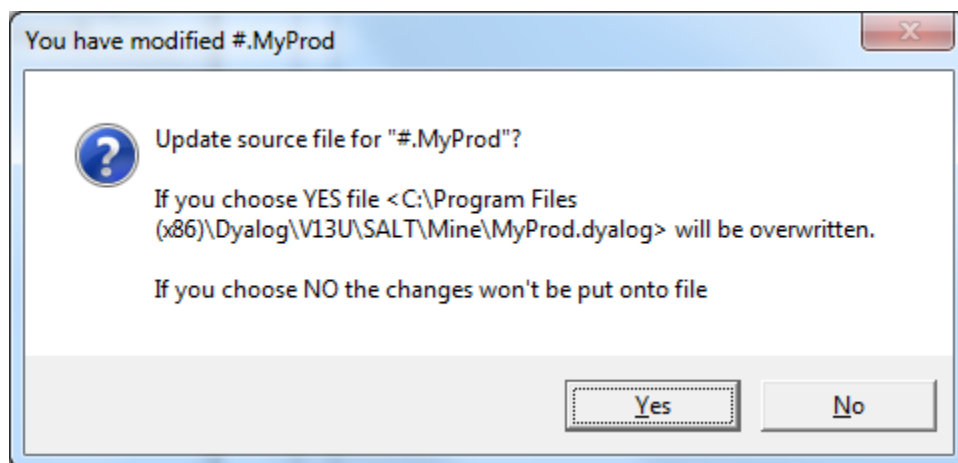 You have modified #.MyProd
Update source file for "#.MyProd"?
If you choose YES file <C:\Program Files
(x86)\Dyalog\V13U\SALT\Mine\MyProd.dyalog> will be overwritten.
If you choose NO the changes won't be put onto file
Yes
No